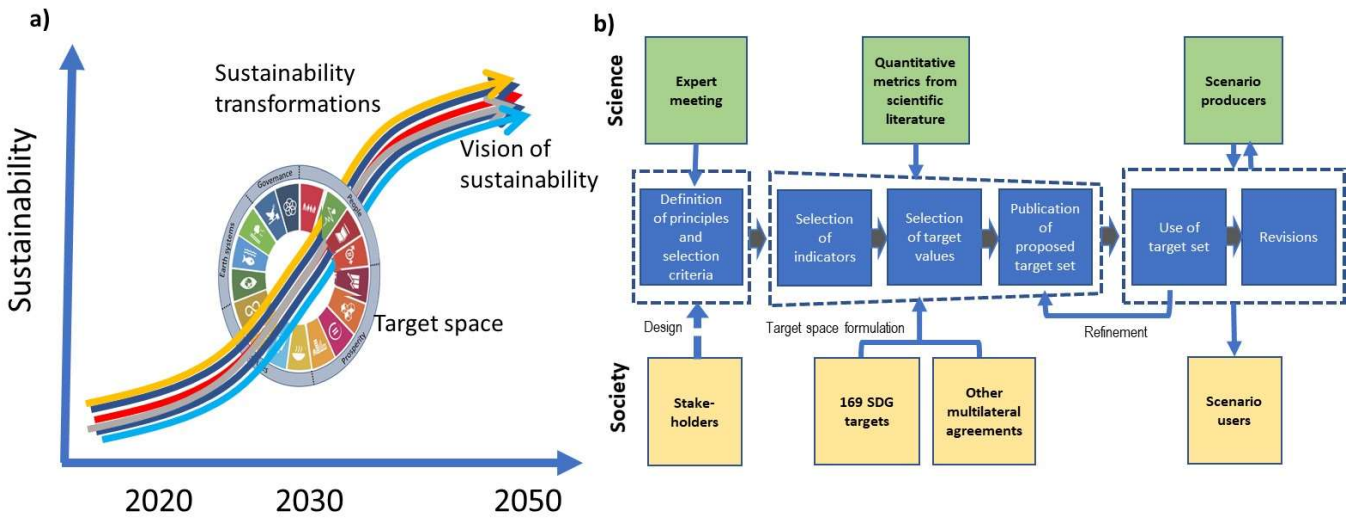 a)
Sustainability
Sustainability
transformations
Vision of
sustainability
Governance
People
Earth systems
Prosperity
Target space
2020
2030
2050
b)
Science
Society
Expert
meeting
Quantitative
metrics from
scientific
literature
Scenario
producers
Definition
of principles
and
selection
criteria
Selection
of
indicators
Selection
of target
values
Publication
of
proposed
target set
Use of
target set
Revisions
Design
Target space formulation
Refinement
Stake-
holders
169 SDG
targets
Other
multilateral
agreements
Scenario
users